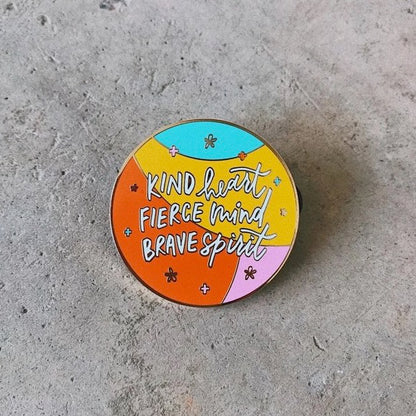 KIND heart
FIERCE mind
BRAVE spirit